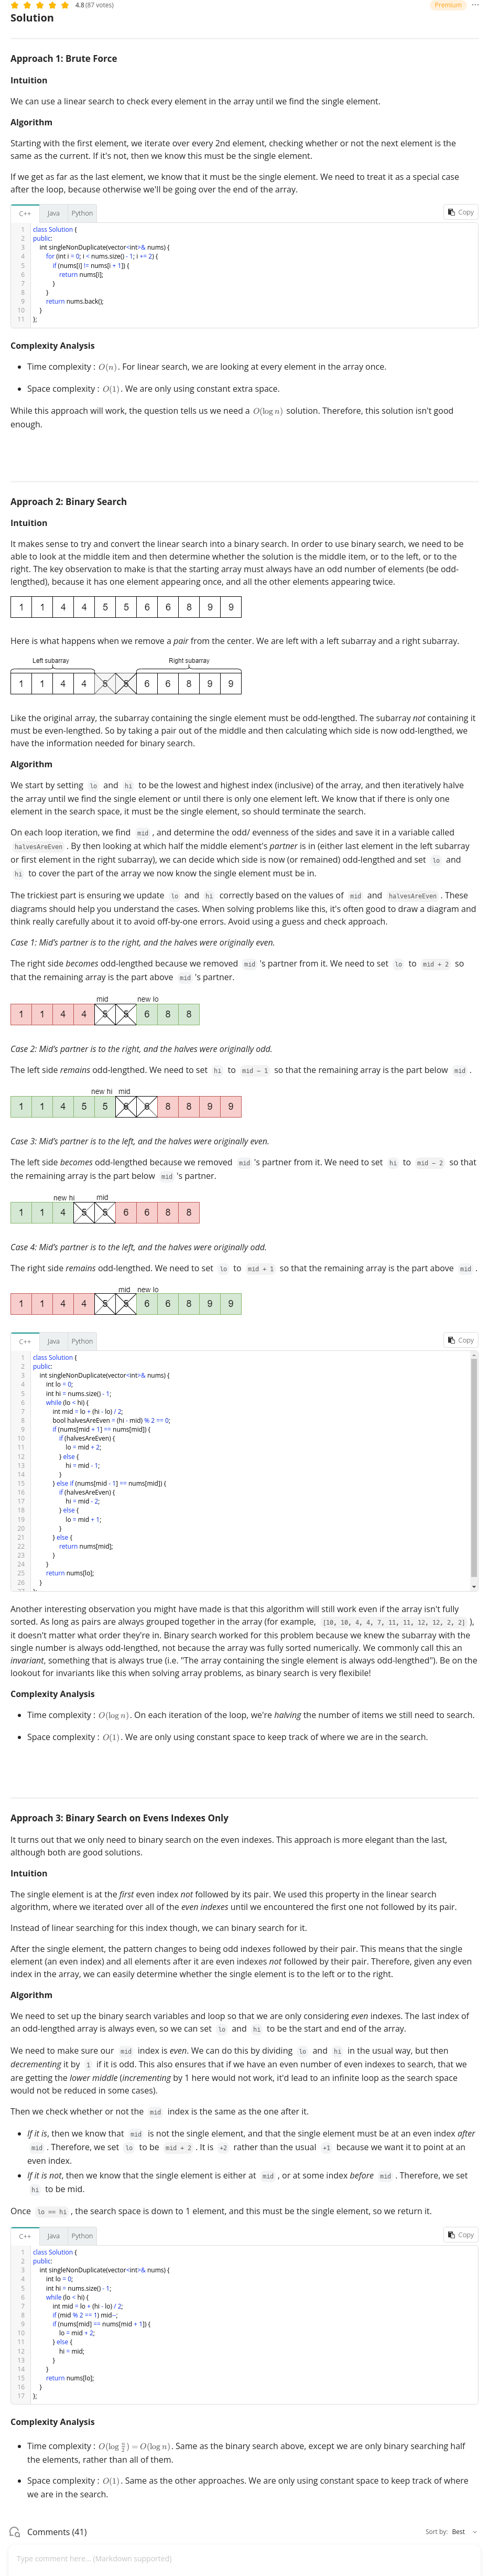 4.8 (87 votes)
Premium
Solution
Approach 1: Brute Force
Intuition
We can use a linear search to check every element in the array until we find the single element.
Algorithm
Starting with the first element, we iterate over every 2nd element, checking whether or not the next element is the
same as the current. If it's not, then we know this must be the single element.
If we get as far as the last element, we know that it must be the single element. We need to treat it as a special case
after the loop, because otherwise we'll be going over the end of the array.
C++ Java Python Copy
1 class Solution {
2 public:
3 int singleNonDuplicate(vector<int>& nums) {
4 for (int i = 0; i < nums.size() - 1; i += 2) {
5 if (nums[i] != nums[i + 1]) {
6 return nums[i];
7 }
8 }
9 return nums.back();
10 }
11 };
Complexity Analysis
• Time complexity : O(n). For linear search, we are looking at every element in the array once.
• Space complexity : O(1). We are only using constant extra space.
While this approach will work, the question tells us we need a O(log n) solution. Therefore, this solution isn't good
enough.
Approach 2: Binary Search
Intuition
It makes sense to try and convert the linear search into a binary search. In order to use binary search, we need to be
able to look at the middle item and then determine whether the solution is the middle item, or to the left, or to the
right. The key observation to make is that the starting array must always have an odd number of elements (be odd-
lengthed), because it has one element appearing once, and all the other elements appearing twice.
1 1 4 4 5 5 6 6 8 9 9
Here is what happens when we remove a pair from the center. We are left with a left subarray and a right subarray.
Left subarray Right subarray
1 1 4 4 5 5 6 6 8 9 9
Like the original array, the subarray containing the single element must be odd-lengthed. The subarray not containing it
must be even-lengthed. So by taking a pair out of the middle and then calculating which side is now odd-lengthed, we
have the information needed for binary search.
Algorithm
We start by setting lo and hi to be the lowest and highest index (inclusive) of the array, and then iteratively halve
the array until we find the single element or until there is only one element left. We know that if there is only one
element in the search space, it must be the single element, so should terminate the search.
On each loop iteration, we find mid , and determine the odd/ evenness of the sides and save it in a variable called
halvesAreEven . By then looking at which half the middle element's partner is in (either last element in the left subarray
or first element in the right subarray), we can decide which side is now (or remained) odd-lengthed and set lo and
hi to cover the part of the array we now know the single element must be in.
The trickiest part is ensuring we update lo and hi correctly based on the values of mid and halvesAreEven . These
diagrams should help you understand the cases. When solving problems like this, it's often good to draw a diagram and
think really carefully about it to avoid off-by-one errors. Avoid using a guess and check approach.
Case 1: Mid's partner is to the right, and the halves were originally even.
The right side becomes odd-lengthed because we removed mid 's partner from it. We need to set lo to mid + 2 so
that the remaining array is the part above mid 's partner.
mid new lo
1 1 4 4 5 5 6 8 8
Case 2: Mid's partner is to the right, and the halves were originally odd.
The left side remains odd-lengthed. We need to set hi to mid - 1 so that the remaining array is the part below mid .
new hi mid
1 1 4 5 5 6 6 8 8 9 9
Case 3: Mid's partner is to the left, and the halves were originally even.
The left side becomes odd-lengthed because we removed mid 's partner from it. We need to set hi to mid - 2 so that
the remaining array is the part below mid 's partner.
new hi mid
1 1 4 5 5 6 6 8 8
Case 4: Mid's partner is to the left, and the halves were originally odd.
The right side remains odd-lengthed. We need to set lo to mid + 1 so that the remaining array is the part above mid .
mid new lo
1 1 4 4 5 5 6 6 8 9 9
C++ Java Python Copy
1 class Solution {
2 public:
3 int singleNonDuplicate(vector<int>& nums) {
4 int lo = 0;
5 int hi = nums.size() - 1;
6 while (lo < hi) {
7 int mid = lo + (hi - lo) / 2;
8 bool halvesAreEven = (hi - mid) % 2 == 0;
9 if (nums[mid + 1] == nums[mid]) {
10 if (halvesAreEven) {
11 lo = mid + 2;
12 } else {
13 hi = mid - 1;
14 }
15 } else if (nums[mid - 1] == nums[mid]) {
16 if (halvesAreEven) {
17 hi = mid - 2;
18 } else {
19 lo = mid + 1;
20 }
21 } else {
22 return nums[mid];
23 }
24 }
25 return nums[lo];
26 }
Another interesting observation you might have made is that this algorithm will still work even if the array isn't fully
sorted. As long as pairs are always grouped together in the array (for example, [10, 10, 4, 4, 7, 11, 11, 12, 12, 2, 2] ),
it doesn't matter what order they're in. Binary search worked for this problem because we knew the subarray with the
single number is always odd-lengthed, not because the array was fully sorted numerically. We commonly call this an
invariant, something that is always true (i.e. "The array containing the single element is always odd-lengthed"). Be on the
lookout for invariants like this when solving array problems, as binary search is very flexibile!
Complexity Analysis
• Time complexity : O(log n). On each iteration of the loop, we're halving the number of items we still need to search.
• Space complexity : O(1). We are only using constant space to keep track of where we are in the search.
Approach 3: Binary Search on Evens Indexes Only
It turns out that we only need to binary search on the even indexes. This approach is more elegant than the last,
although both are good solutions.
Intuition
The single element is at the first even index not followed by its pair. We used this property in the linear search
algorithm, where we iterated over all of the even indexes until we encountered the first one not followed by its pair.
Instead of linear searching for this index though, we can binary search for it.
After the single element, the pattern changes to being odd indexes followed by their pair. This means that the single
element (an even index) and all elements after it are even indexes not followed by their pair. Therefore, given any even
index in the array, we can easily determine whether the single element is to the left or to the right.
Algorithm
We need to set up the binary search variables and loop so that we are only considering even indexes. The last index of
an odd-lengthed array is always even, so we can set lo and hi to be the start and end of the array.
We need to make sure our mid index is even. We can do this by dividing lo and hi in the usual way, but then
decrementing it by 1 if it is odd. This also ensures that if we have an even number of even indexes to search, that we
are getting the lower middle (incrementing by 1 here would not work, it'd lead to an infinite loop as the search space
would not be reduced in some cases).
Then we check whether or not the mid index is the same as the one after it.
• If it is, then we know that mid is not the single element, and that the single element must be at an even index after
mid . Therefore, we set lo to be mid + 2 . It is +2 rather than the usual +1 because we want it to point at an
even index.
• If it is not, then we know that the single element is either at mid , or at some index before mid . Therefore, we set
hi to be mid.
Once lo == hi , the search space is down to 1 element, and this must be the single element, so we return it.
C++ Java Python Copy
1 class Solution {
2 public:
3 int singleNonDuplicate(vector<int>& nums) {
4 int lo = 0;
5 int hi = nums.size() - 1;
6 while (lo < hi) {
7 int mid = lo + (hi - lo) / 2;
8 if (mid % 2 == 1) mid--;
9 if (nums[mid] == nums[mid + 1]) {
10 lo = mid + 2;
11 } else {
12 hi = mid;
13 }
14 }
15 return nums[lo];
16 }
17 };
Complexity Analysis
• Time complexity : O(log n/2) = O(log n). Same as the binary search above, except we are only binary searching half
the elements, rather than all of them.
• Space complexity : O(1). Same as the other approaches. We are only using constant space to keep track of where
we are in the search.
Comments (41)
Sort by: Best
Type comment here... (Markdown supported)